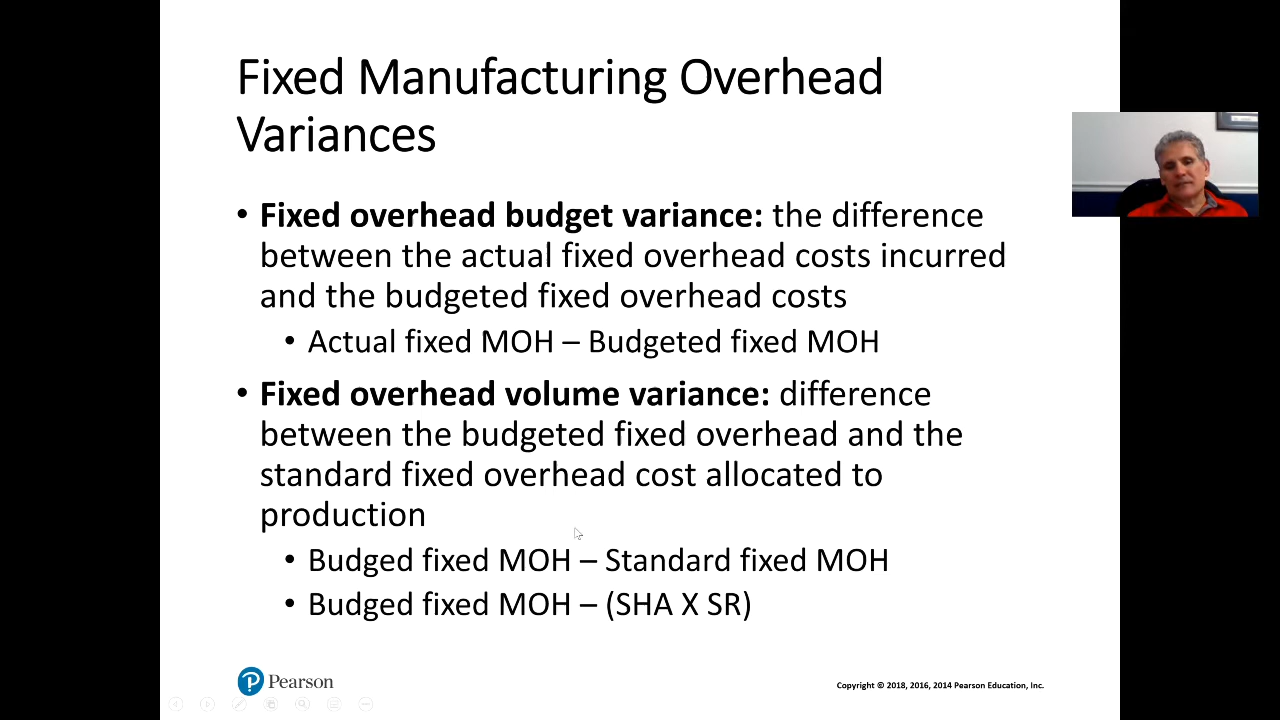 Fixed Manufacturing Overhead
Variances
• Fixed overhead budget variance: the difference
between the actual fixed overhead costs incurred
and the budgeted fixed overhead costs
• Actual fixed MOH – Budgeted fixed MOH
• Fixed overhead volume variance: difference
between the budgeted fixed overhead and the
standard fixed overhead cost allocated to
production
• Budged fixed MOH – Standard fixed MOH
• Budged fixed MOH – (SHA X SR)
P Pearson
Copyright © 2018, 2016, 2014 Pearson Education, Inc.